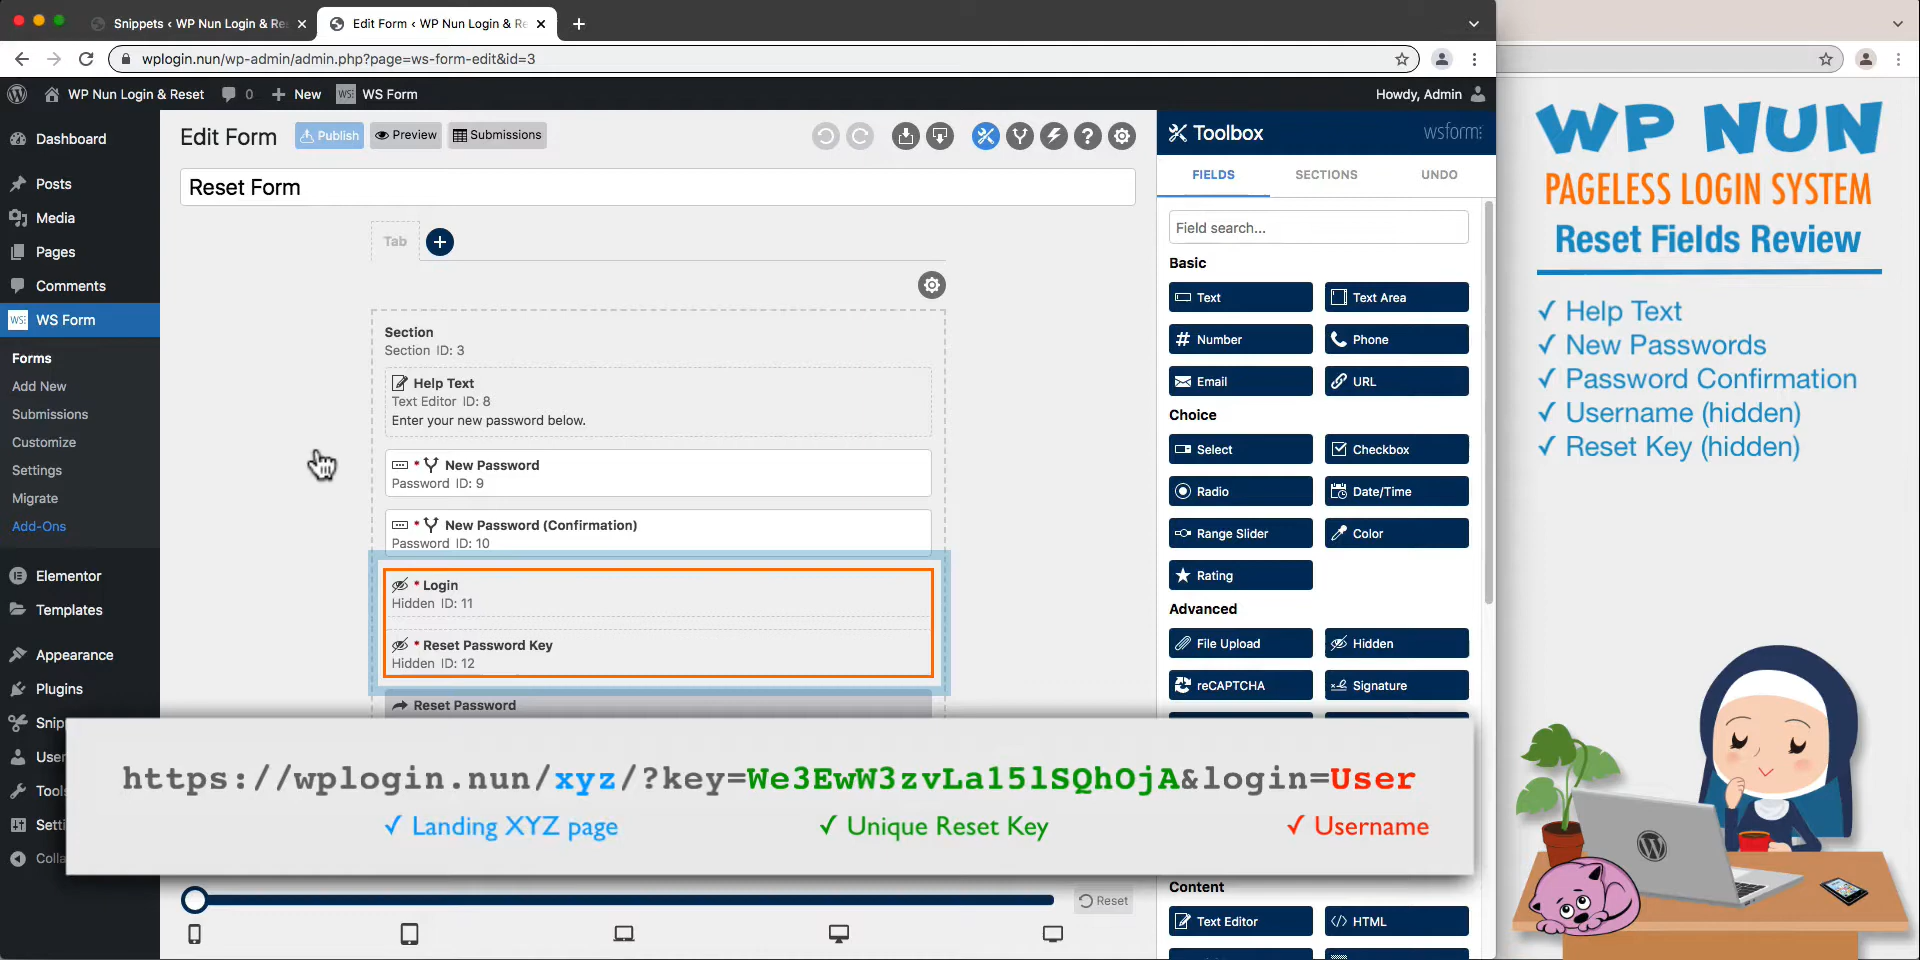 Snippets ‹ WP Nun Login & Re
Edit Form ‹ WP Nun Login & Re
wplogin.nun/wp-admin/admin.php?page=ws-form-edit&id=3
WP Nun Login & Reset
0
New
WS Form
Howdy, Admin
Dashboard
Posts
Media
Pages
Comments
WS Form
Forms
Add New
Submissions
Customize
Settings
Migrate
Add-Ons
Elementor
Templates
Appearance
Plugins
Snipp
User
Tools
Setti
Colla
Edit Form
Publish
Preview
Submissions
Reset Form
Tab
Section
Section ID: 3
Help Text
Text Editor ID: 8
Enter your new password below.
* New Password
Password ID: 9
* New Password (Confirmation)
Password ID: 10
* Login
Hidden ID: 11
* Reset Password Key
Hidden ID: 12
Reset Password
https://wplogin.nun/xyz/?key=We3EwW3zvLa15lSQhOjA&login=User
✓ Landing XYZ page
✓ Unique Reset Key
✓ Username
Reset
Toolbox
wsform
FIELDS
SECTIONS
UNDO
Field search...
Basic
Text
Text Area
Number
Phone
Email
URL
Choice
Select
Checkbox
Radio
Date/Time
Range Slider
Color
Rating
Advanced
File Upload
Hidden
reCAPTCHA
Signature
Content
Text Editor
HTML
WP NUN
PAGELESS LOGIN SYSTEM
Reset Fields Review
✓ Help Text
✓ New Passwords
✓ Password Confirmation
✓ Username (hidden)
✓ Reset Key (hidden)